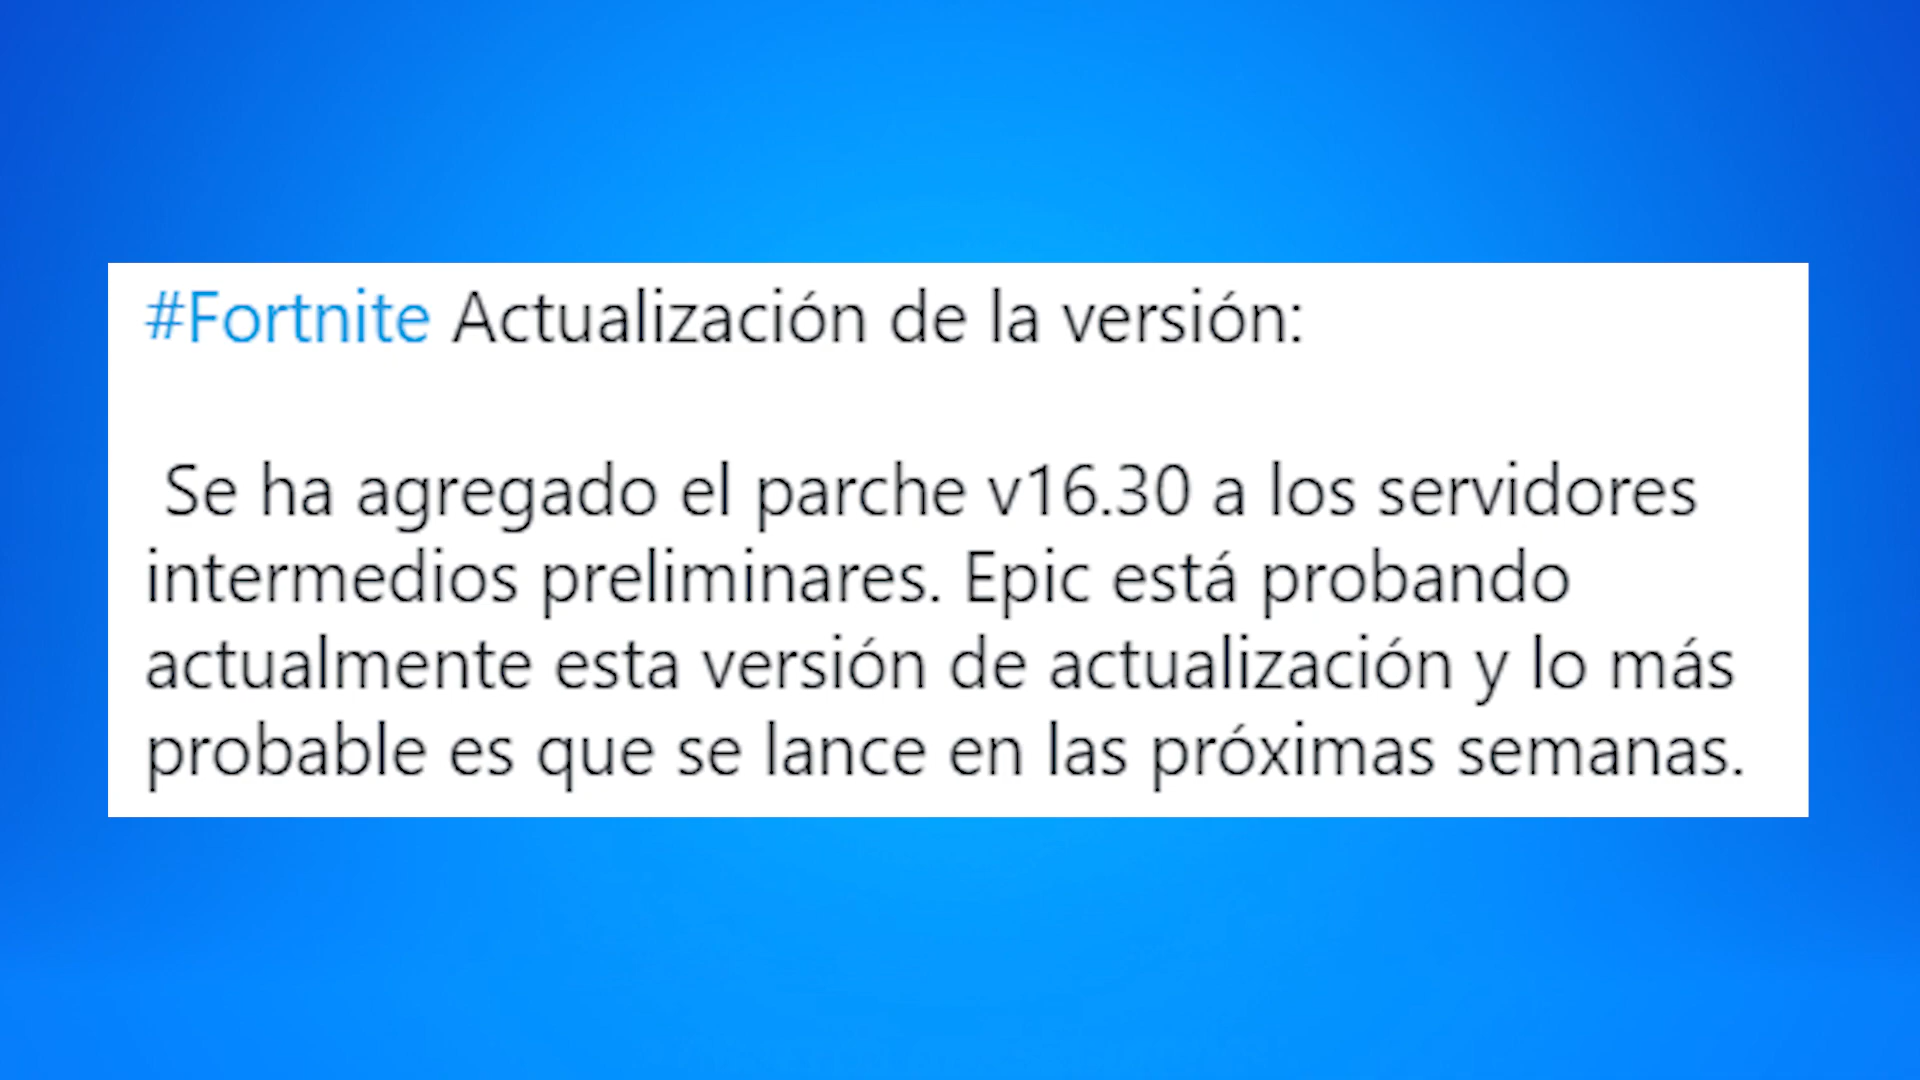 #Fortnite Actualización de la versión:
Se ha agregado el parche v16.30 a los servidores
intermedios preliminares. Epic está probando
actualmente esta versión de actualización y lo más
probable es que se lance en las próximas semanas.